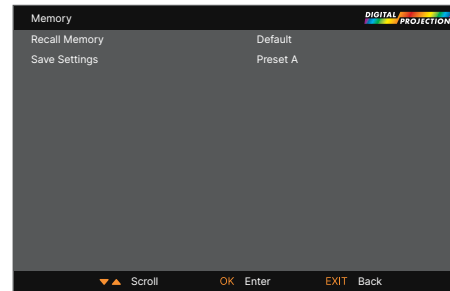 Memory
DIGITAL PROJECTION
Recall Memory Default
Save Settings Preset A
Scroll OK Enter EXIT Back